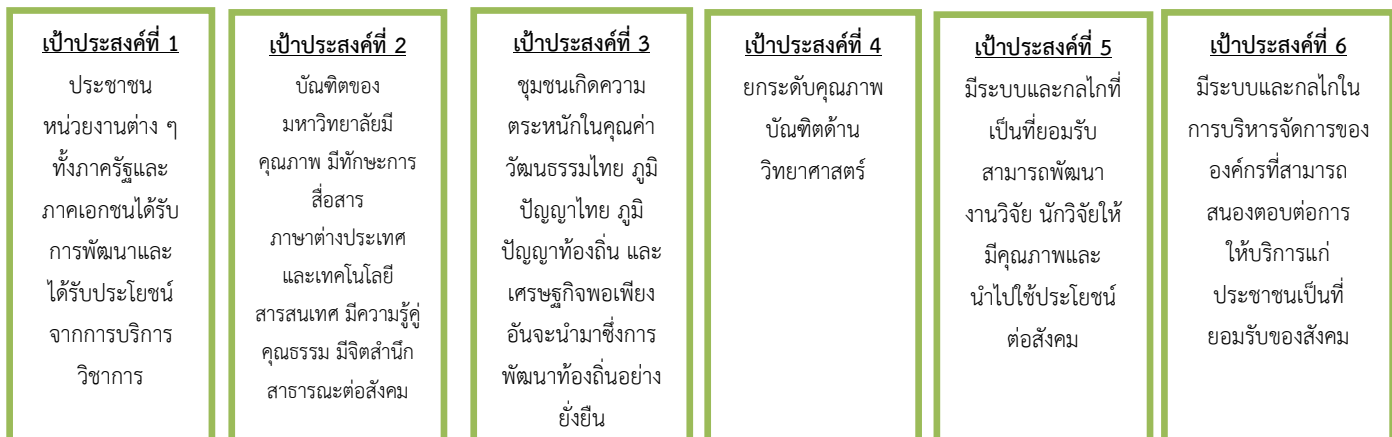 เป้าประสงค์ที่ 1
ประชาชน
หน่วยงานต่าง ๆ
ทั้งภาครัฐและ
ภาคเอกชนได้รับ
การพัฒนาและ
ได้รับประโยชน์
จากการบริการ
วิชาการ
เป้าประสงค์ที่ 2
บัณฑิตของ
มหาวิทยาลัยมี
คุณภาพ มีทักษะการ
สื่อสาร
ภาษาต่างประเทศ
และเทคโนโลยี
สารสนเทศ มีความรู้คู่
คุณธรรม มีจิตสำนึก
สาธารณะต่อสังคม
เป้าประสงค์ที่ 3
ชุมชนเกิดความ
ตระหนักในคุณค่า
วัฒนธรรมไทย ภูมิ
ปัญญาไทย ภูมิ
ปัญญาท้องถิ่น และ
เศรษฐกิจพอเพียง
อันจะนำมาซึ่งการ
พัฒนาท้องถิ่นอย่าง
ยั่งยืน
เป้าประสงค์ที่ 4
ยกระดับคุณภาพ
บัณฑิตด้าน
วิทยาศาสตร์
เป้าประสงค์ที่ 5
มีระบบและกลไกที่
เป็นที่ยอมรับ
สามารถพัฒนา
งานวิจัย นักวิจัยให้
มีคุณภาพและ
นำไปใช้ประโยชน์
ต่อสังคม
เป้าประสงค์ที่ 6
มีระบบและกลไกใน
การบริหารจัดการของ
องค์กรที่สามารถ
สนองตอบต่อการ
ให้บริการแก่
ประชาชนเป็นที่
ยอมรับของสังคม